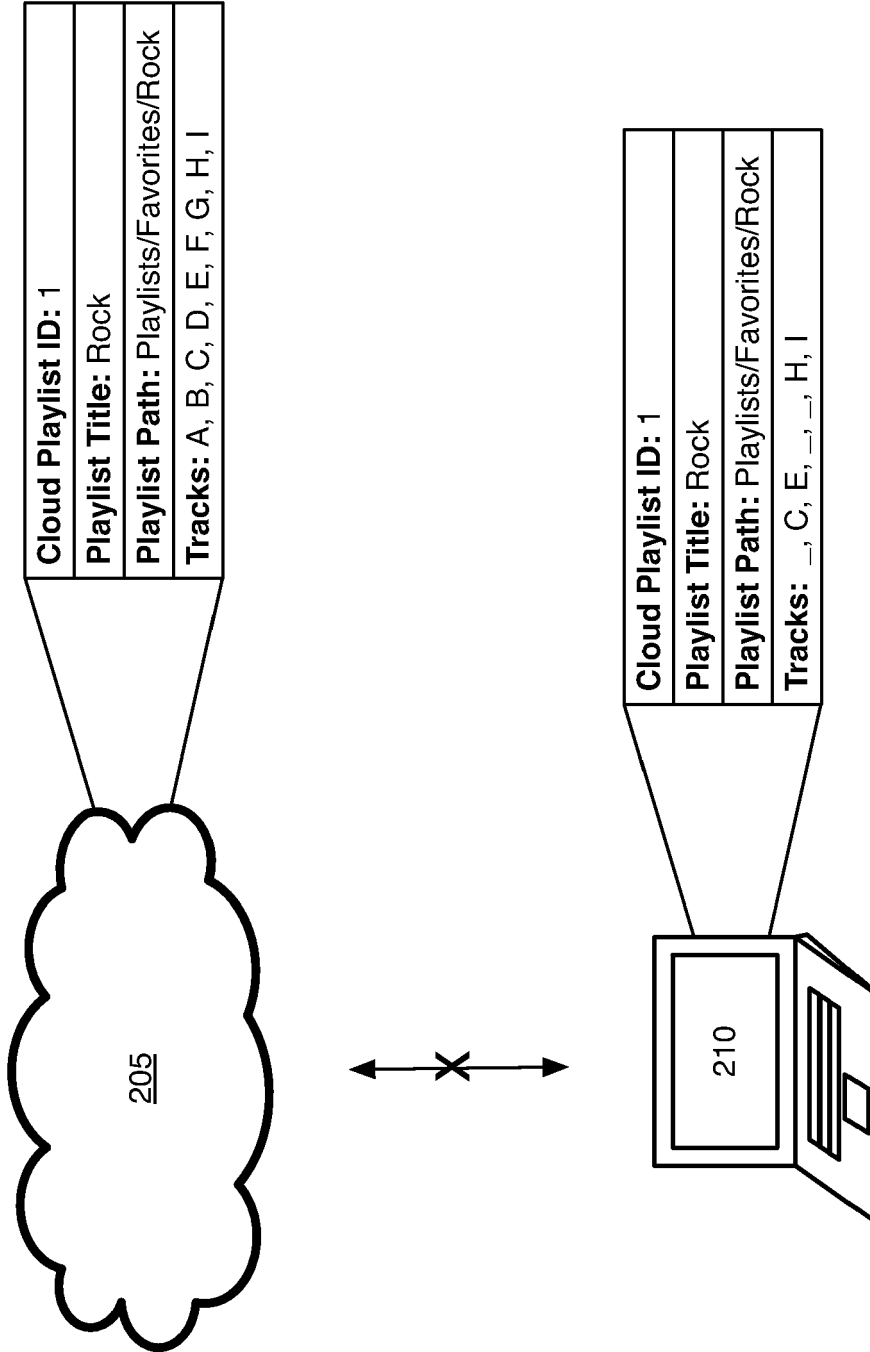 205
Cloud Playlist ID: 1
Playlist Title: Rock
Playlist Path: Playlists/Favorites/Rock
Tracks: A, B, C, D, E, F, G, H, I
X
210
Cloud Playlist ID: 1
Playlist Title: Rock
Playlist Path: Playlists/Favorites/Rock
Tracks: _, C, E, _, _, H, I